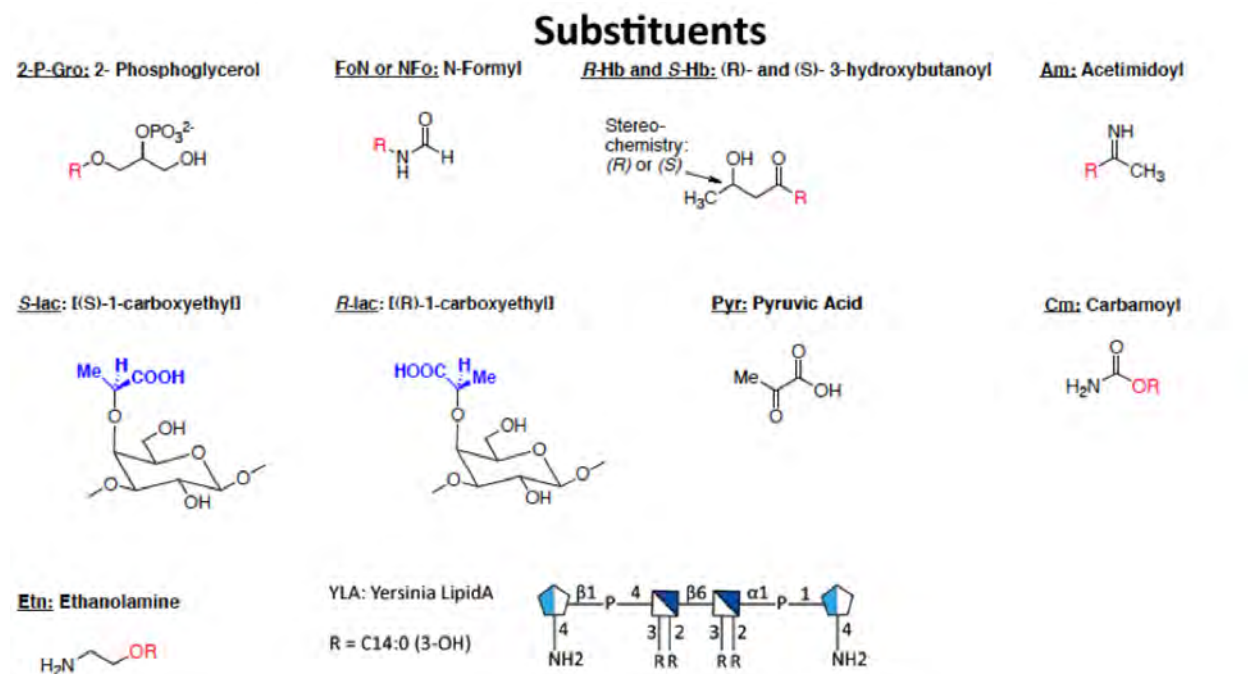 Substituents
2-P-Gro: 2- Phosphoglycerol
FoN or NFo: N-Formyl
R-Hb and S-Hb: (R)- and (S)- 3-hydroxybutanoyl
Am: Acetimidoyl
OPO3 2-
R O OH
O
R N H
H
Stereo-
chemistry:
(R) or (S)
OH O
H3C R
NH
R CH3
S-lac: [(S)-1-carboxyethyl]
R-lac: [(R)-1-carboxyethyl]
Pyr: Pyruvic Acid
Cm: Carbamoyl
Me H COOH
O
OH
O
O O
OH
HOOC H Me
O
OH
O
O O
OH
O
Me OH
O
O
H2N OR
Etn: Ethanolamine
H2N OR
YLA: Yersinia LipidA
R = C14:0 (3-OH)
β1 P 4 β6 α1 P 1
4 3 2 3 2 4
NH2 R R R R NH2